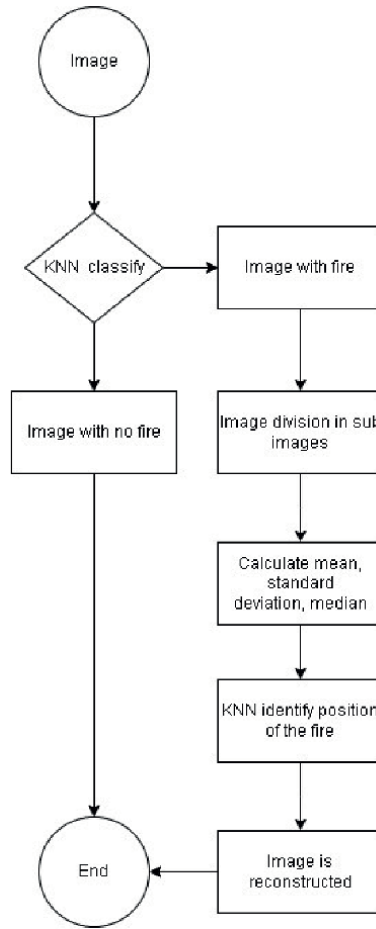 Image
KNN classify
Image with fire
Image with no fire
Image division in sub
images
Calculate mean,
standard
deviation, median
KNN identify position
of the fire
Image is
reconstructed
End